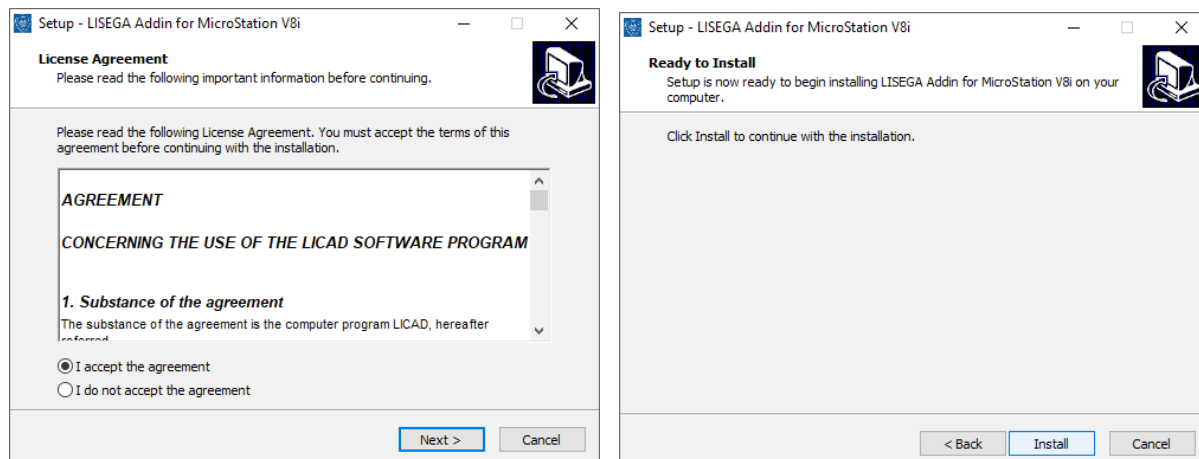 Setup - LISEGA Addin for MicroStation V8i
License Agreement
Please read the following important information before continuing.
Please read the following License Agreement. You must accept the terms of this
agreement before continuing with the installation.
AGREEMENT
CONCERNING THE USE OF THE LICAD SOFTWARE PROGRAM
1. Substance of the agreement
The substance of the agreement is the computer program LICAD, hereafter
referred
I accept the agreement
I do not accept the agreement
Next >
Cancel
Setup - LISEGA Addin for MicroStation V8i
Ready to Install
Setup is now ready to begin installing LISEGA Addin for MicroStation V8i on your
computer.
Click Install to continue with the installation.
< Back
Install
Cancel